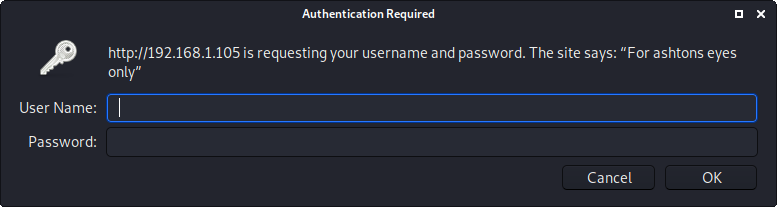 Authentication Required
http://192.168.1.105 is requesting your username and password. The site says: “For ashtons eyes
only”
User Name:
Password:
Cancel
OK